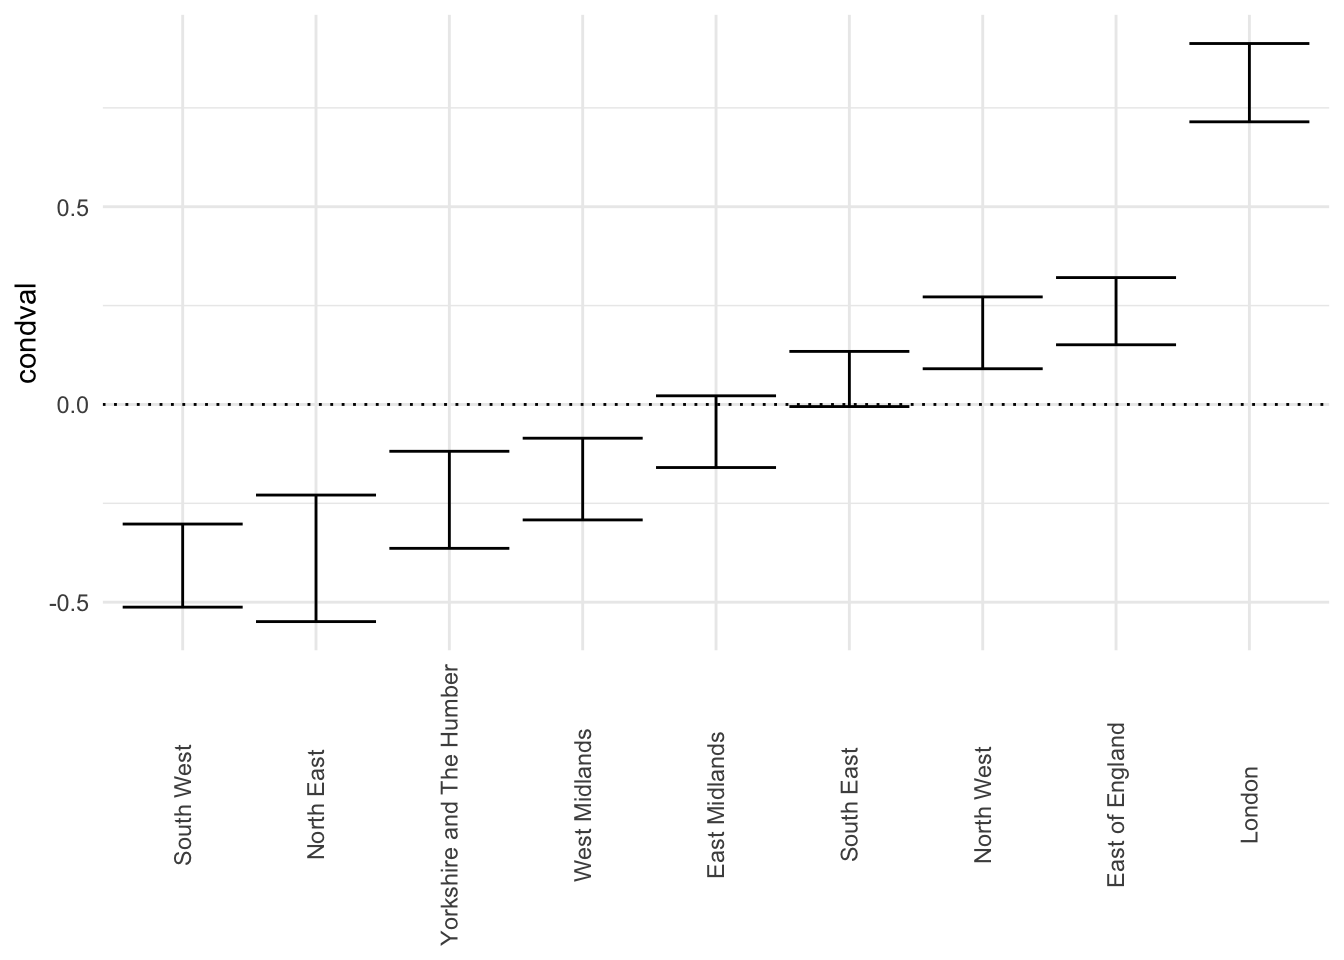 condval
0.5
0.0
-0.5
South West
North East
Yorkshire and The Humber
West Midlands
East Midlands
South East
North West
East of England
London